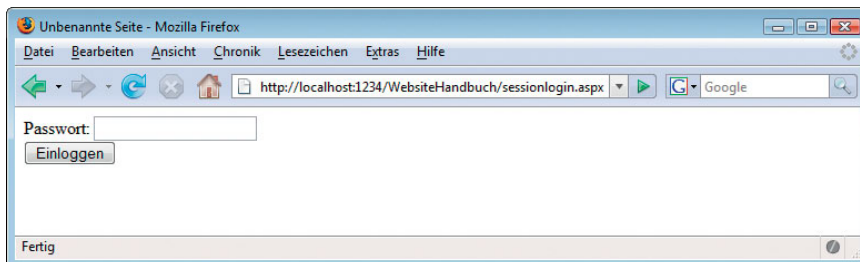 Unbenannte Seite - Mozilla Firefox
Datei Bearbeiten Ansicht Chronik Lesezeichen Extras Hilfe
http://localhost:1234/WebsiteHandbuch/sessionlogin.aspx G Google
Passwort:
Einloggen
Fertig